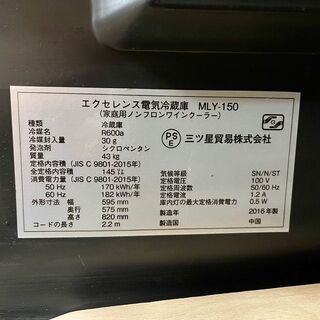 エクセレンス電気冷蔵庫 MLY-150
(家庭用ノンフロンワインクーラー)
種類 冷蔵庫
冷媒名 R600a
冷媒封入量 30 g
発泡剤 シクロペンタン
質量 43 kg
定格内容積 (JIS C 9801-2015年)
全定格内容積 145 ㍑
消費電力量 (JIS C 9801-2015年)
50 Hz 170 kWh/年
60 Hz 182 kWh/年
外形寸法 幅 595 mm
奥行 575 mm
高さ 820 mm
コードの長さ 2.2 m
PS
E
三ツ星貿易株式会社
気候等級 SN/N/ST
定格電圧 100 V
定格周波数 50/60 Hz
定格電流 1.2 A
庫内灯の最大定格消費電力 0.5 W
製造年 2016 年製
製造国 中国